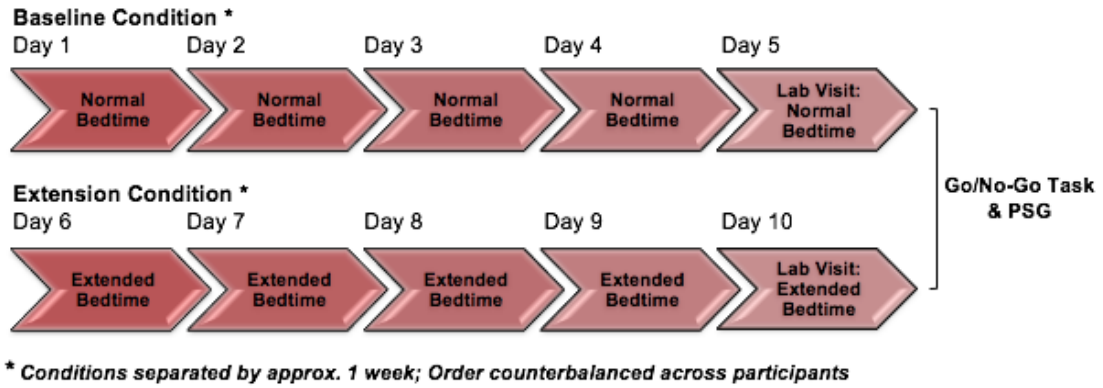 Baseline Condition *
Day 1 Day 2 Day 3 Day 4 Day 5
Normal Bedtime
Normal Bedtime
Normal Bedtime
Normal Bedtime
Lab Visit: Normal Bedtime
Extension Condition *
Day 6 Day 7 Day 8 Day 9 Day 10
Extended Bedtime
Extended Bedtime
Extended Bedtime
Extended Bedtime
Lab Visit: Extended Bedtime
Go/No-Go Task
& PSG
* Conditions separated by approx. 1 week; Order counterbalanced across participants